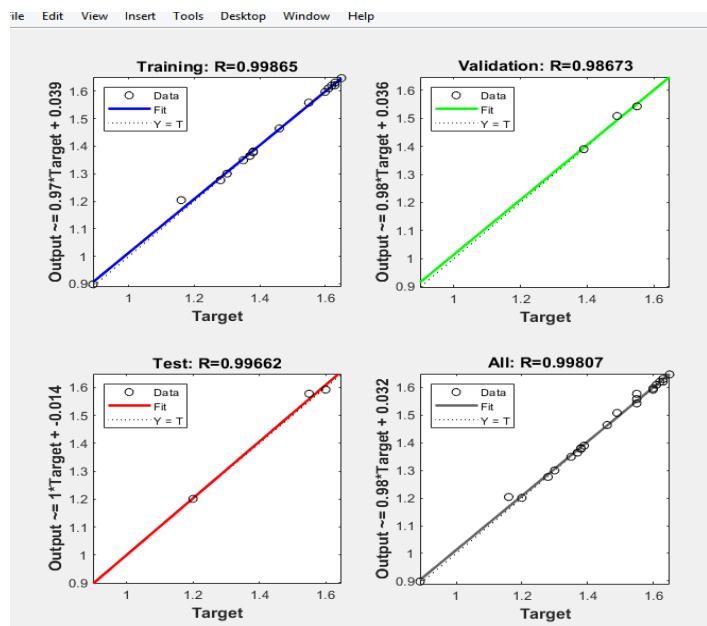 ile Edit View Insert Tools Desktop Window Help
Training: R=0.99865
Output ~= 0.97*Target + 0.039
Data
Fit
Y = T
1.6
1.5
1.4
1.3
1.2
1.1
1
0.9
1 1.2 1.4 1.6
Target
Validation: R=0.98673
Output ~= 0.98*Target + 0.036
Data
Fit
Y = T
1.6
1.5
1.4
1.3
1.2
1.1
1
0.9
1 1.2 1.4 1.6
Target
Test: R=0.99662
Output ~= 1*Target + -0.014
Data
Fit
Y = T
1.6
1.5
1.4
1.3
1.2
1.1
1
0.9
1 1.2 1.4 1.6
Target
All: R=0.99807
Output ~= 0.98*Target + 0.032
Data
Fit
Y = T
1.6
1.5
1.4
1.3
1.2
1.1
1
0.9
1 1.2 1.4 1.6
Target